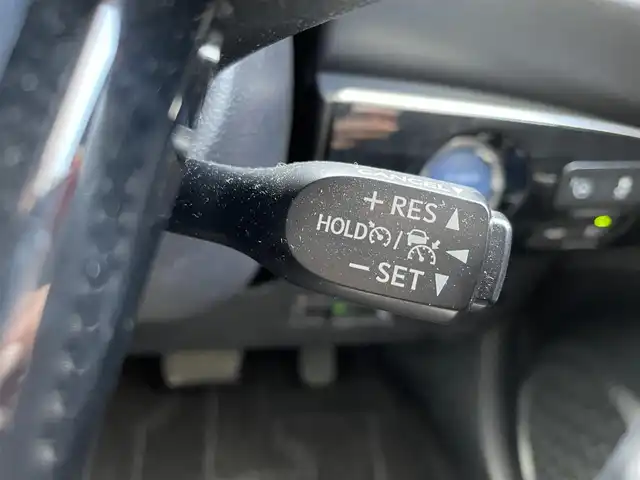 CANCEL
+ RES
HOLD /
− SET